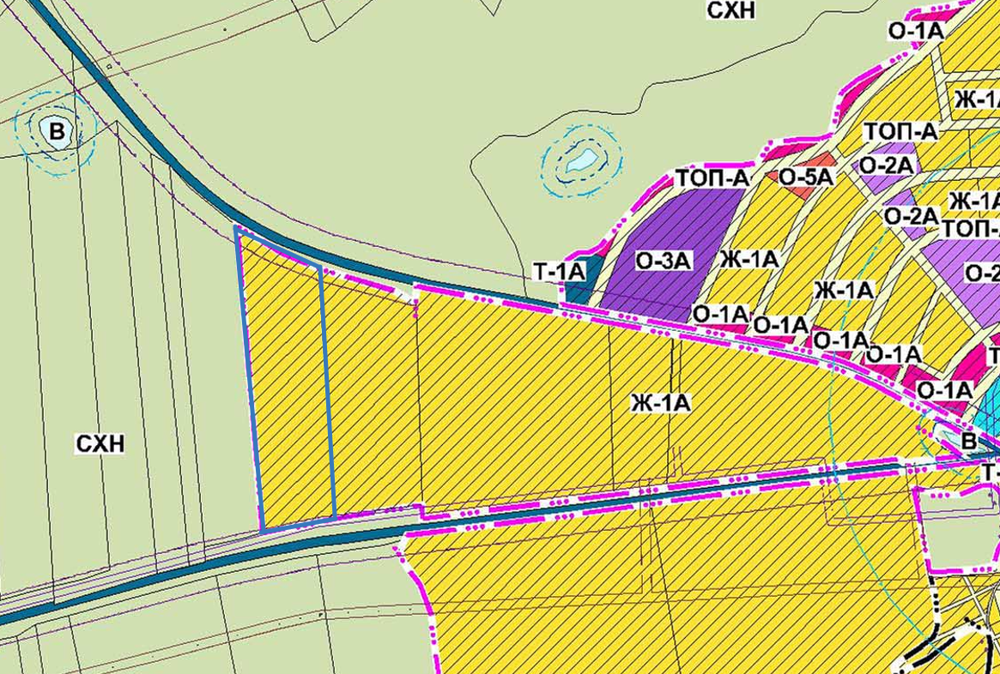 СХН
О-1А
Ж-1А
В
ТОП-А
О-2А
ТОП-А
О-5А
Ж-1А
О-2А
ТОП-
Т-1А
О-3А
Ж-1А
О-2
Ж-1А
О-1А
О-1А
О-1А
О-1А
Т
О-1А
Ж-1А
СХН
В
Т-